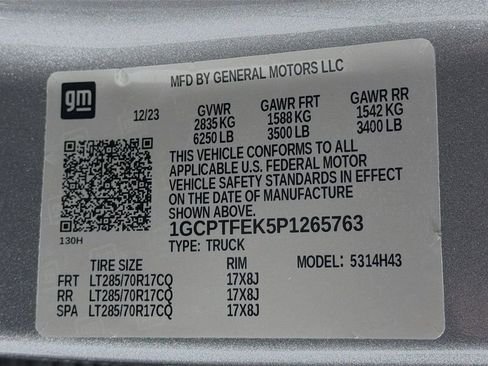 gm
MFD BY GENERAL MOTORS LLC
12/23 GVWR GAWR FRT GAWR RR
2835 KG 1588 KG 1542 KG
6250 LB 3500 LB 3400 LB
THIS VEHICLE CONFORMS TO ALL
APPLICABLE U.S. FEDERAL MOTOR
VEHICLE SAFETY STANDARDS IN EFFECT
ON THE DATE OF MANUFACTURE
SHOWN ABOVE.
130H
1GCPTFEK5P1265763
TYPE: TRUCK
TIRE SIZE RIM MODEL: 5314H43
FRT LT285/70R17CQ 17X8J
RR LT285/70R17CQ 17X8J
SPA LT285/70R17CQ 17X8J